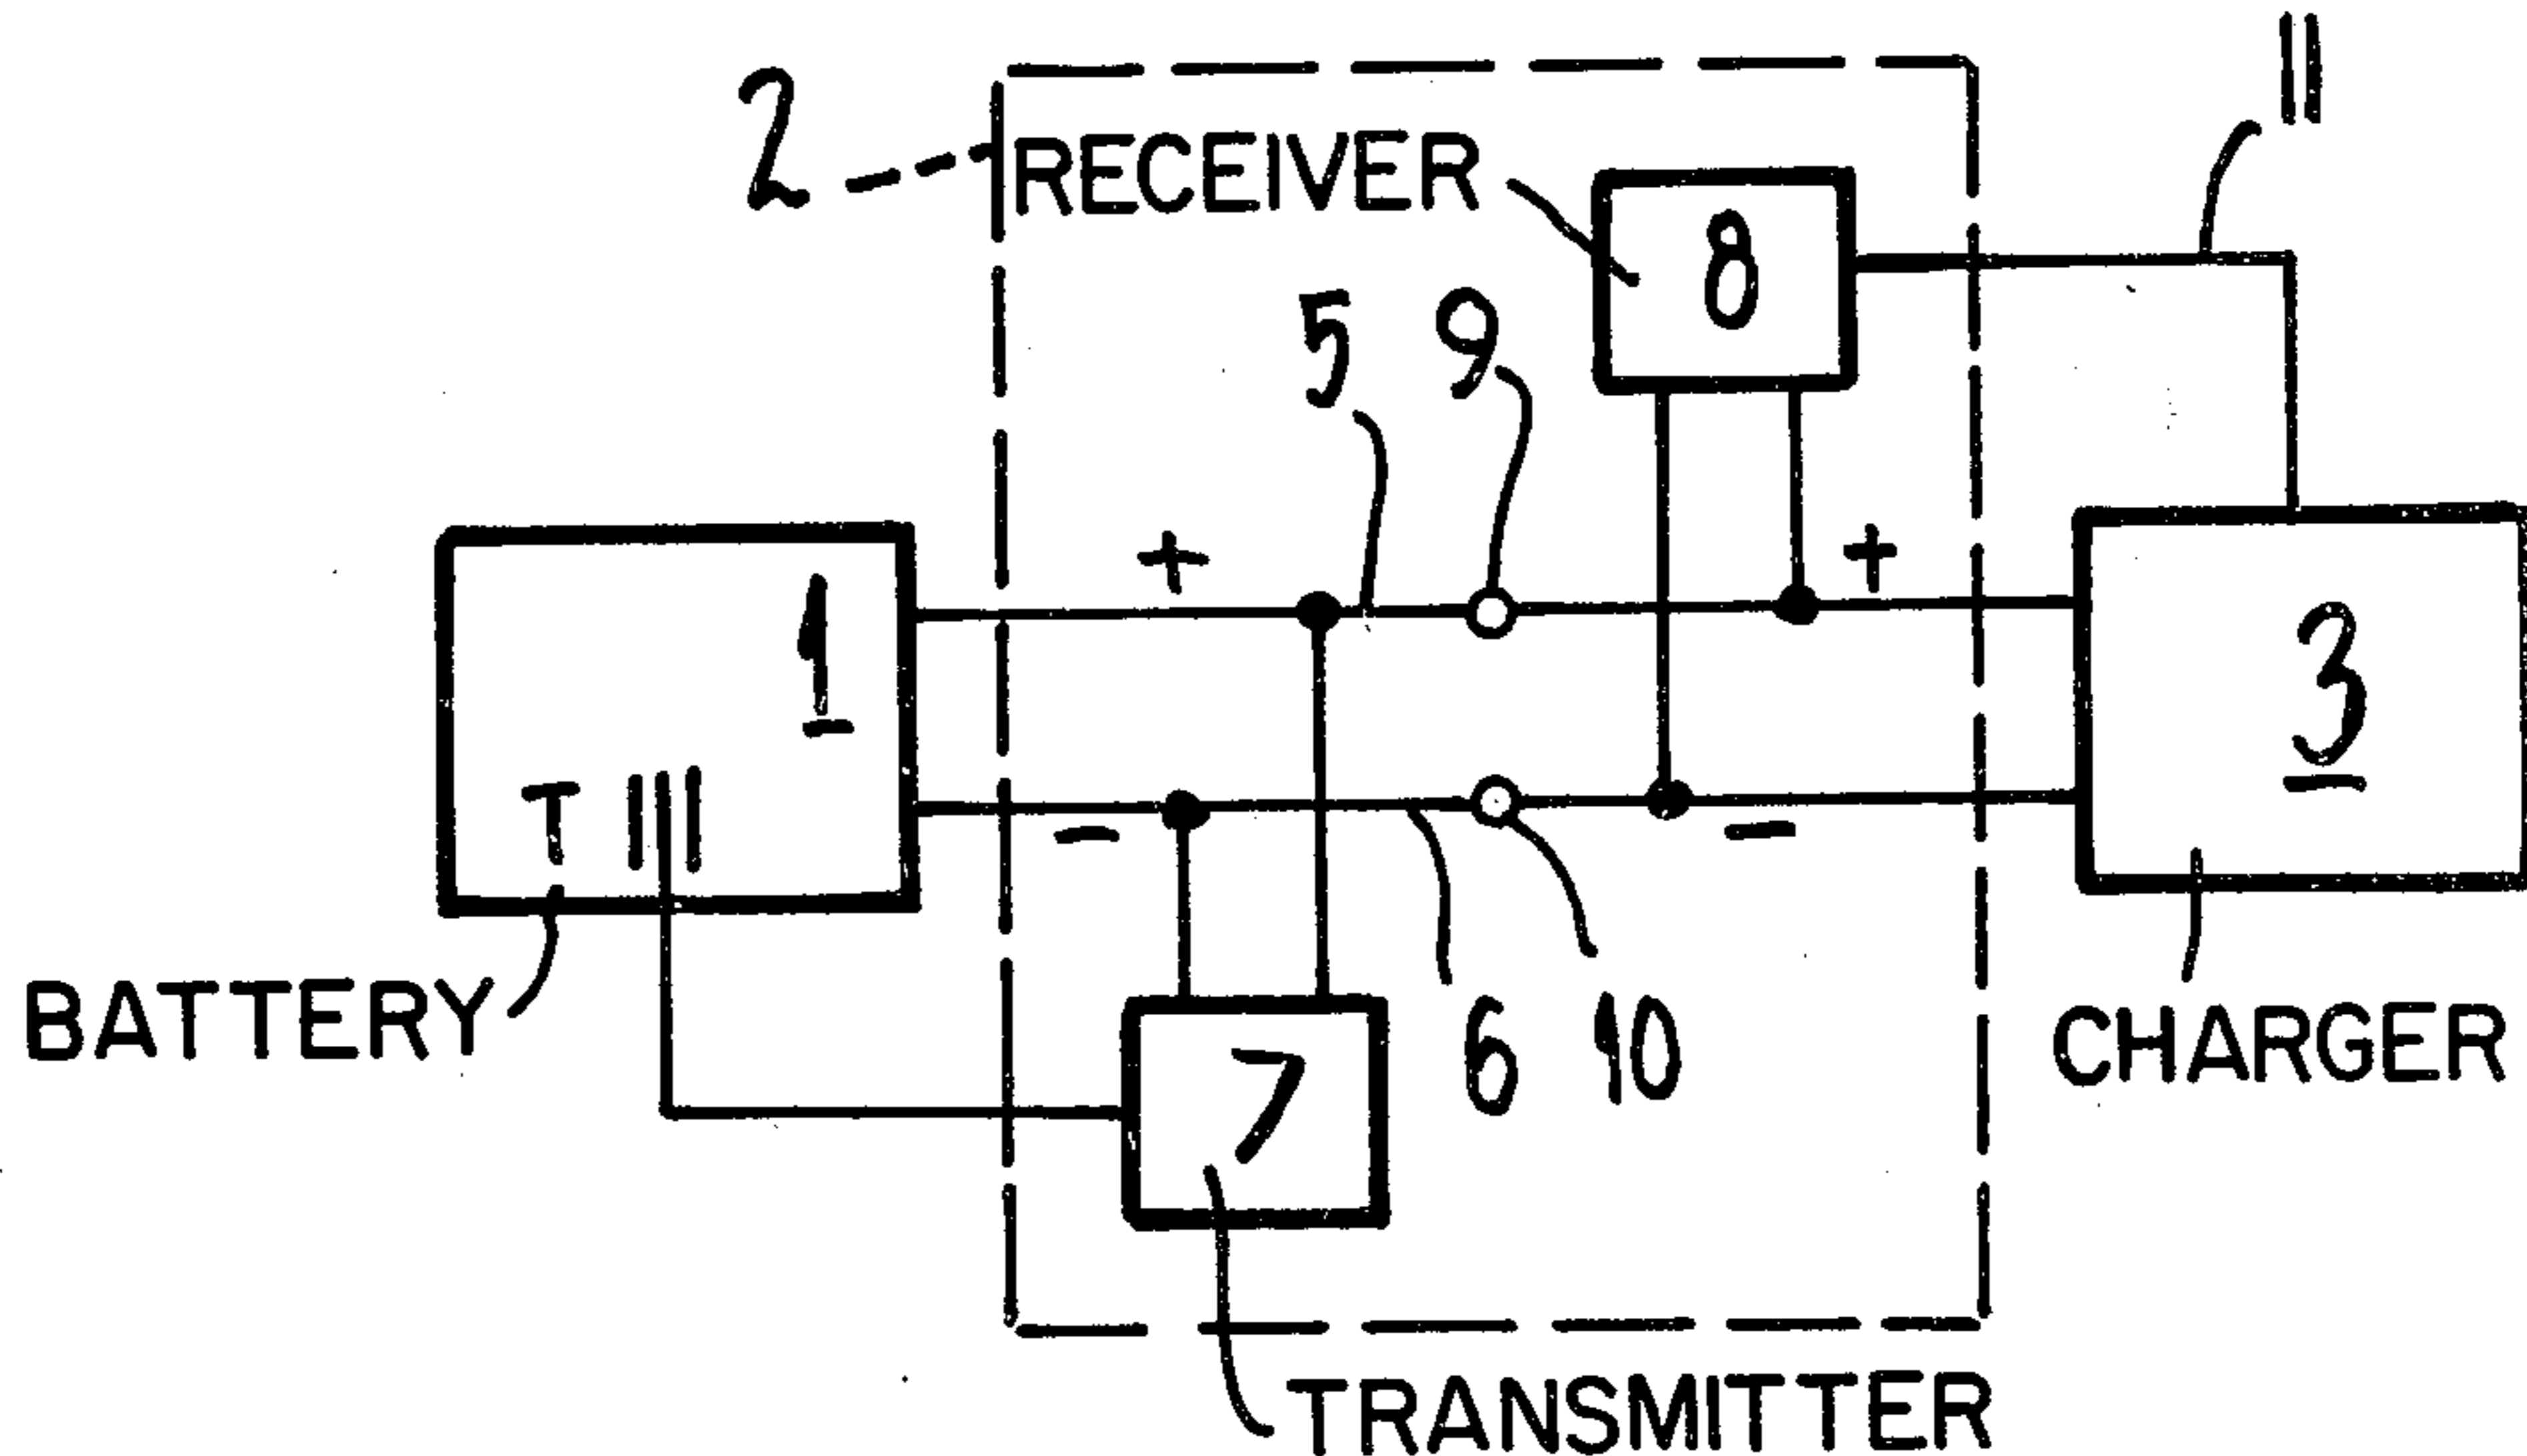 2
11
RECEIVER
8
5 9
+ +
1
3
T
- -
BATTERY
7
6 10
CHARGER
TRANSMITTER